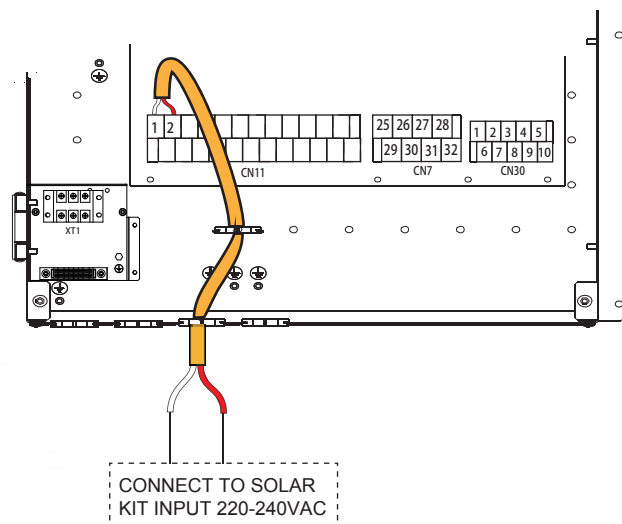 1 2
25 26 27 28
29 30 31 32
1 2 3 4 5
6 7 8 9 10
CN11
CN7
CN30
XT1
CONNECT TO SOLAR
KIT INPUT 220-240VAC